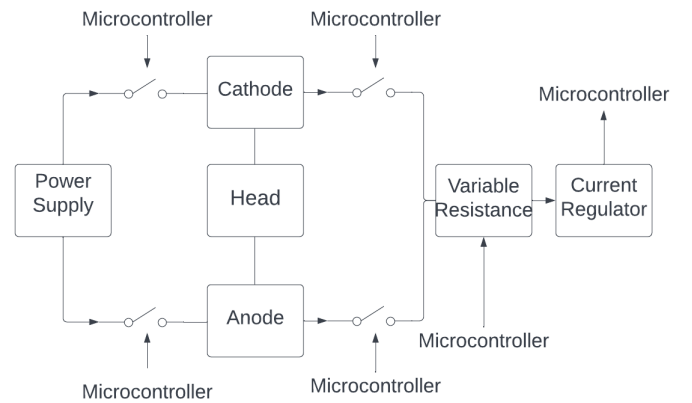 Microcontroller
Microcontroller
Cathode
Microcontroller
Power
Supply
Head
Variable
Resistance
Current
Regulator
Anode
Microcontroller
Microcontroller
Microcontroller